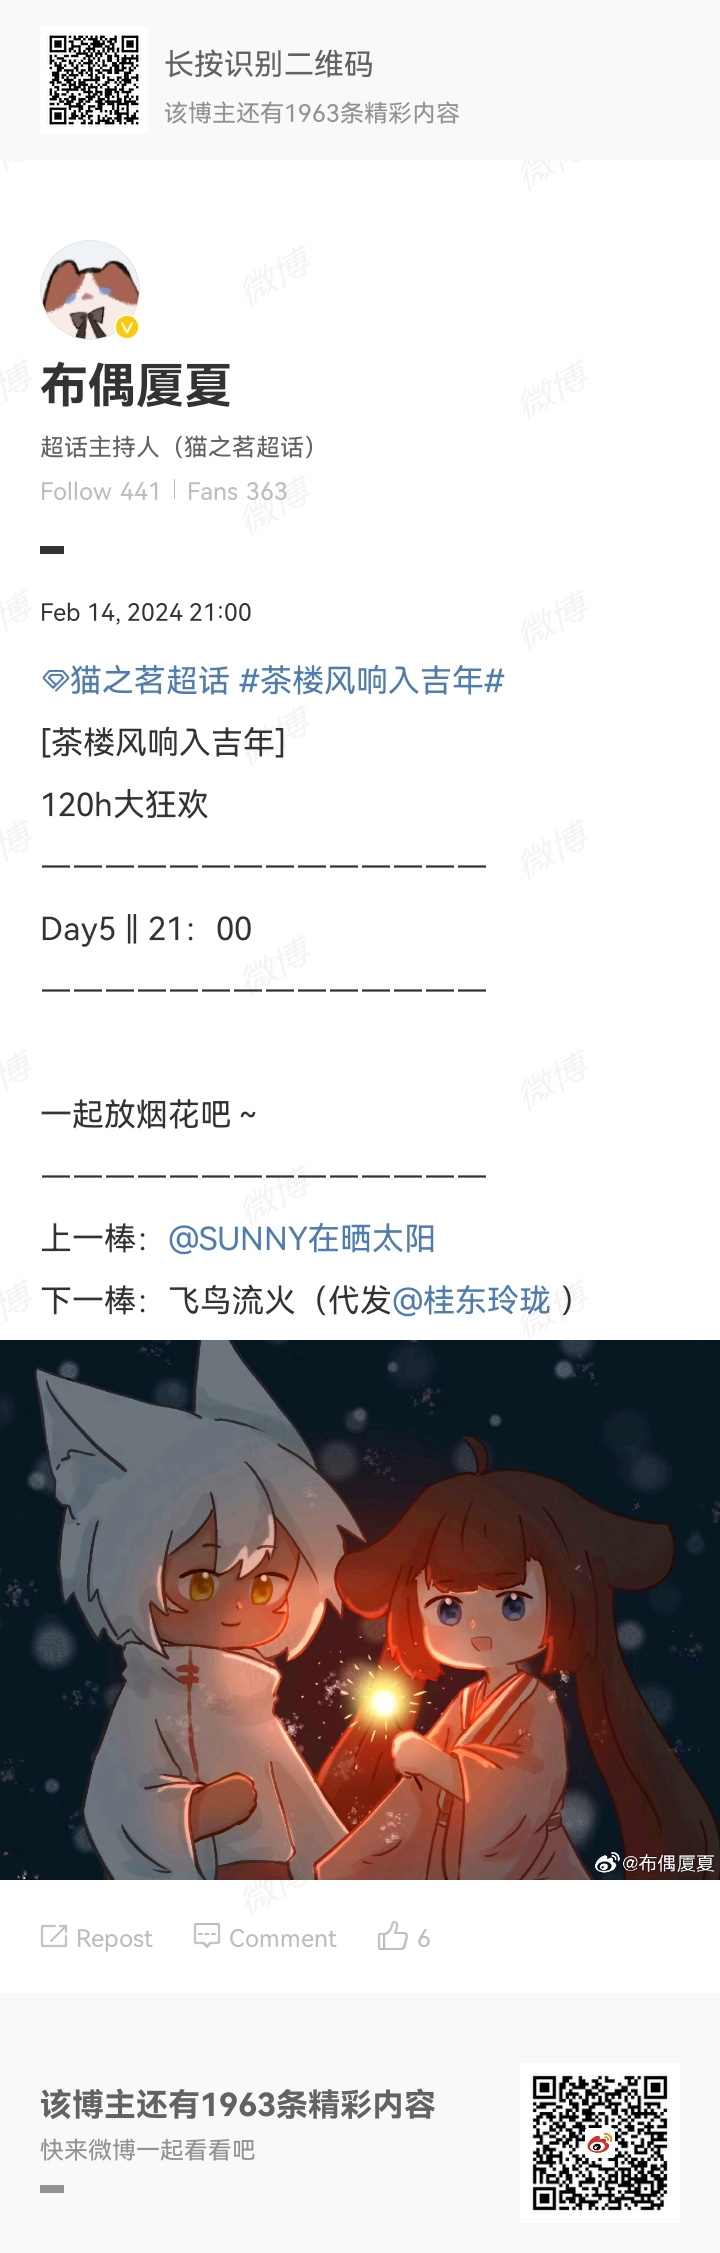 长按识别二维码
该博主还有1963条精彩内容
布偶厦夏
超话主持人（猫之茗超话）
Follow 441 | Fans 363
Feb 14, 2024 21:00
猫之茗超话 #茶楼风响入吉年#
[茶楼风响入吉年]
120h大狂欢
——————————————
Day5 || 21：00
——————————————
一起放烟花吧 ~
——————————————
上一棒：@SUNNY在晒太阳
下一棒：飞鸟流火（代发@桂东玲珑 ）
@布偶厦夏
Repost Comment 6
该博主还有1963条精彩内容
快来微博一起看看吧
微博